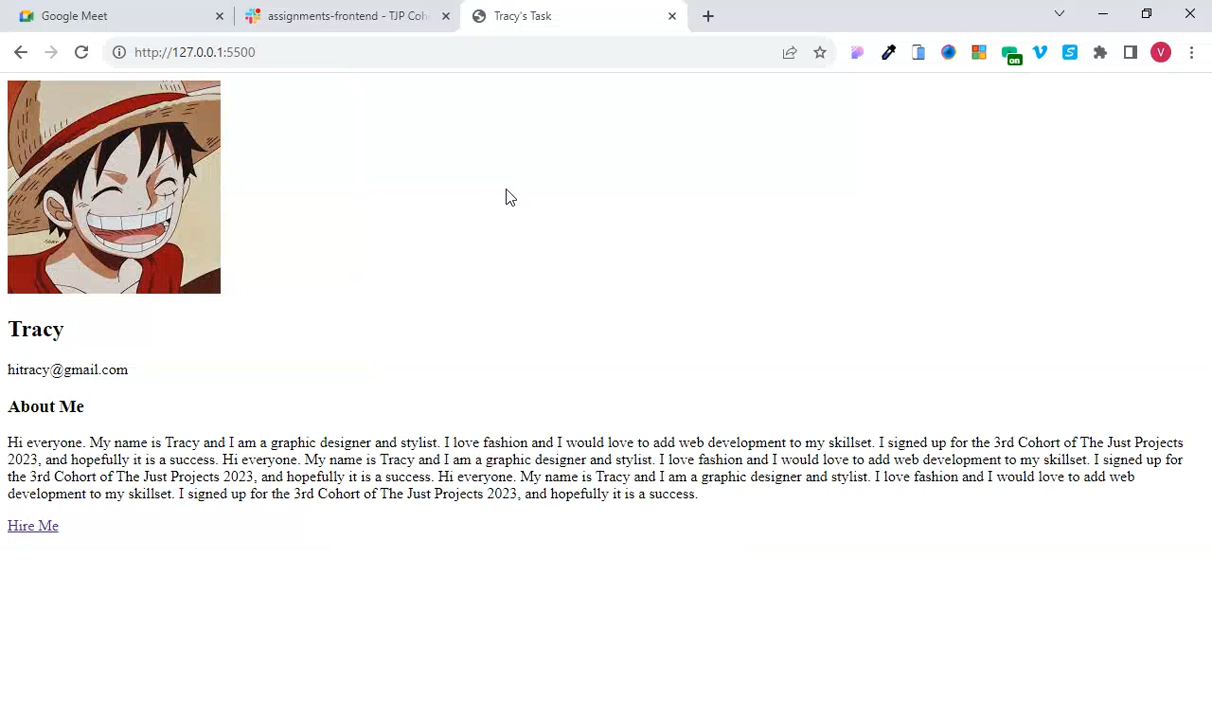 Google Meet
assignments-frontend - TJP Coh
Tracy's Task
http://127.0.0.1:5500
on
V
Tracy
hitracy@gmail.com
About Me
Hi everyone. My name is Tracy and I am a graphic designer and stylist. I love fashion and I would love to add web development to my skillset. I signed up for the 3rd Cohort of The Just Projects
2023, and hopefully it is a success. Hi everyone. My name is Tracy and I am a graphic designer and stylist. I love fashion and I would love to add web development to my skillset. I signed up for
the 3rd Cohort of The Just Projects 2023, and hopefully it is a success. Hi everyone. My name is Tracy and I am a graphic designer and stylist. I love fashion and I would love to add web
development to my skillset. I signed up for the 3rd Cohort of The Just Projects 2023, and hopefully it is a success.
Hire Me